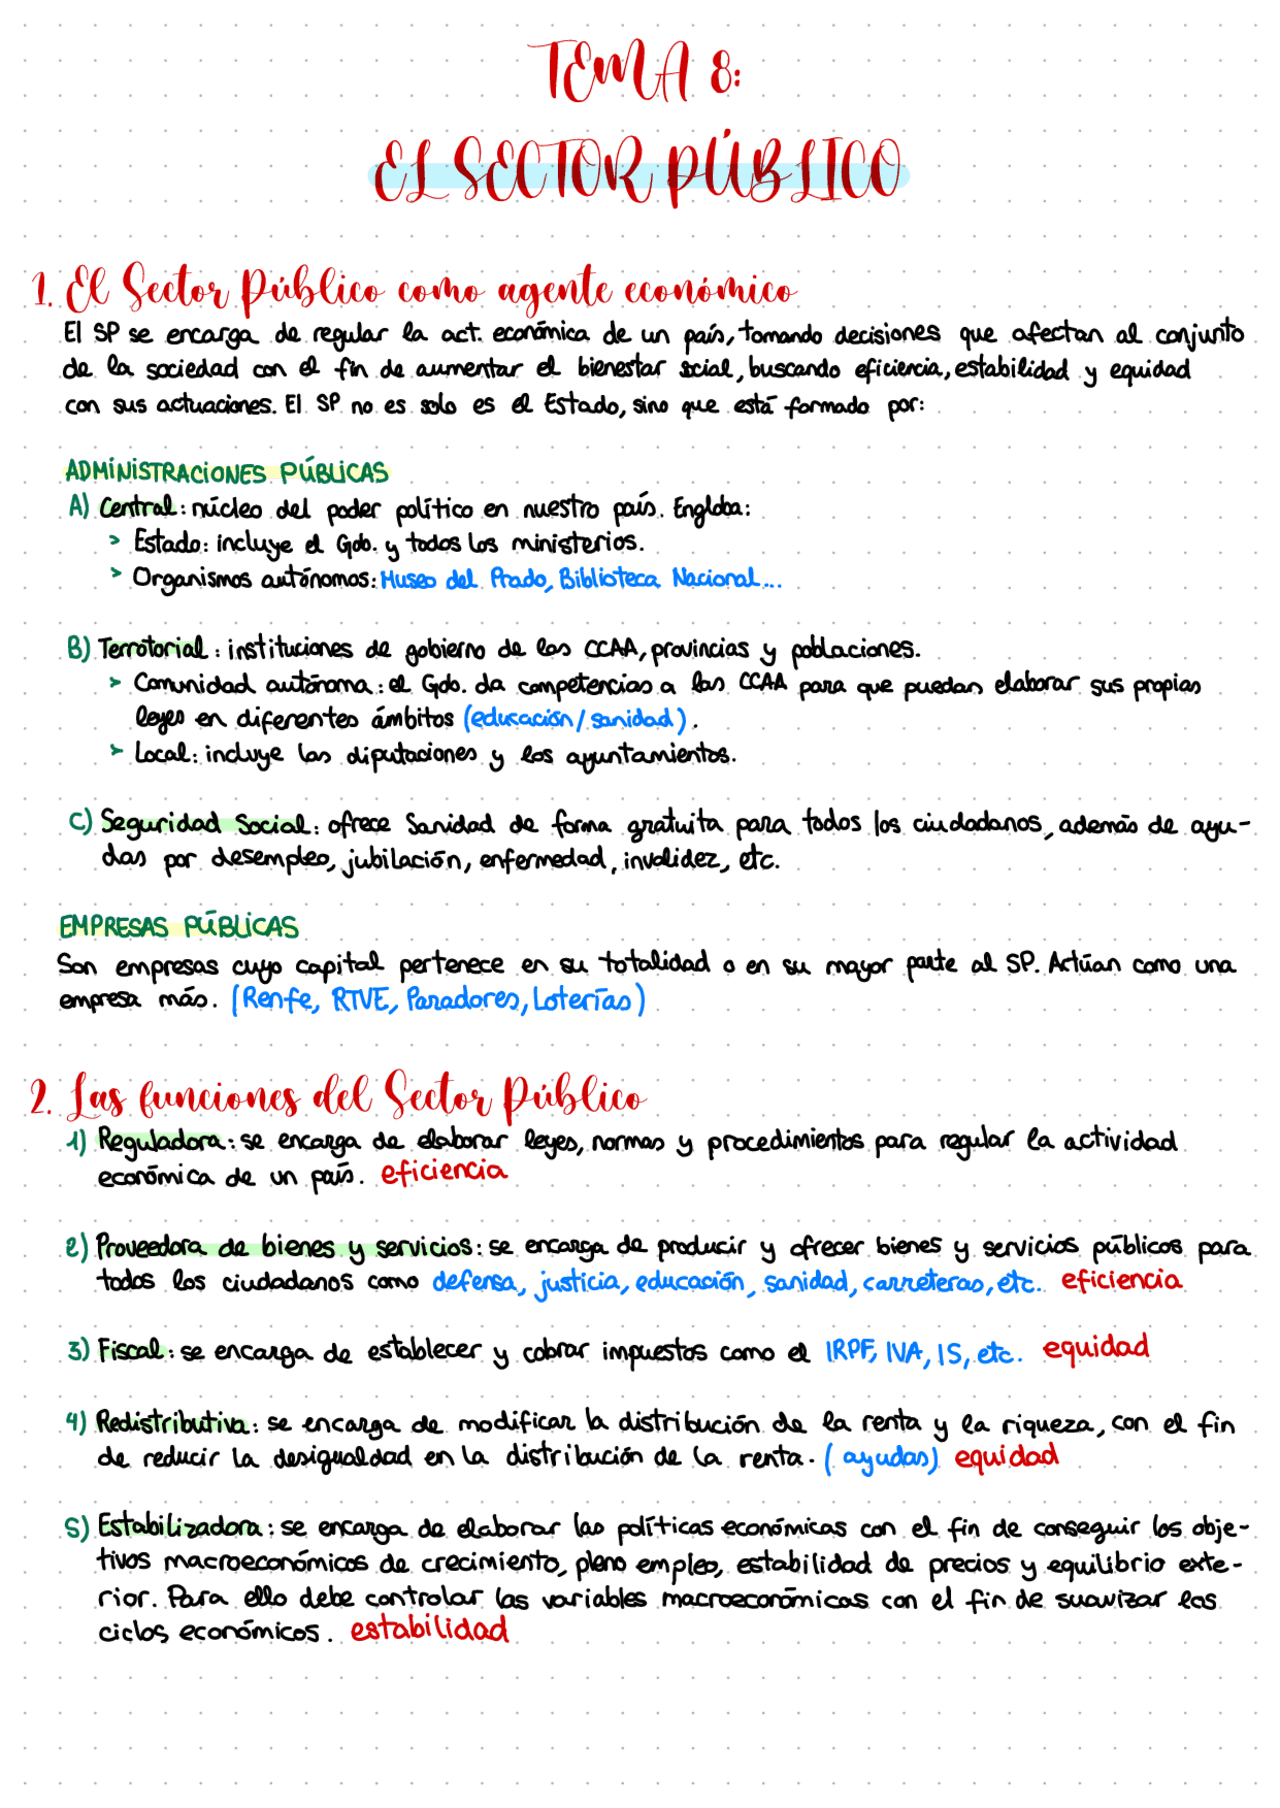 TEMA 8:
EL SECTOR PÚBLICO
1. El Sector Público como agente económico
El SP se encarga de regular la act. económica de un país, tomando decisiones que afectan al conjunto
de la sociedad con el fin de aumentar el bienestar social, buscando eficiencia, estabilidad y equidad
con sus actuaciones. El SP no es solo es el Estado, sino que está formado por:
ADMINISTRACIONES PÚBLICAS
A) Central: núcleo del poder político en nuestro país. Engloba:
> Estado: incluye el Gob. y todos los ministerios.
> Organismos autónomos: Museo del Prado, Biblioteca Nacional...
B) Terrotorial: instituciones de gobierno de las CCAA, provincias y poblaciones.
> Comunidad autónoma: el Gob. da competencias a las CCAA para que puedan elaborar sus propias
leyes en diferentes ámbitos (educación/sanidad).
> Local: incluye las diputaciones y los ayuntamientos.
C) Seguridad Social: ofrece Sanidad de forma gratuita para todos los ciudadanos, además de ayu-
das por desempleo, jubilación, enfermedad, invalidez, etc.
EMPRESAS PÚBLICAS
Son empresas cuyo capital pertenece en su totalidad o en su mayor parte al SP. Actúan como una
empresa más. (Renfe, RTVE, Paradores, Loterías)
2. Las funciones del Sector Público
1) Reguladora: se encarga de elaborar leyes, normas y procedimientos para regular la actividad
económica de un país. eficiencia
2) Proveedora de bienes y servicios: se encarga de producir y ofrecer bienes y servicios públicos para
todos los ciudadanos como defensa, justicia, educación, sanidad, carreteras, etc. eficiencia
3) Fiscal: se encarga de establecer y cobrar impuestos como el IRPF, IVA, IS, etc. equidad
4) Redistributiva: se encarga de modificar la distribución de la renta y la riqueza, con el fin
de reducir la desigualdad en la distribución de la renta. (ayudas) equidad
5) Estabilizadora: se encarga de elaborar las políticas económicas con el fin de conseguir los obje-
tivos macroeconómicos de crecimiento, pleno empleo, estabilidad de precios y equilibrio exte-
rior. Para ello debe controlar las variables macroeconómicas con el fin de suavizar los
ciclos económicos. estabilidad